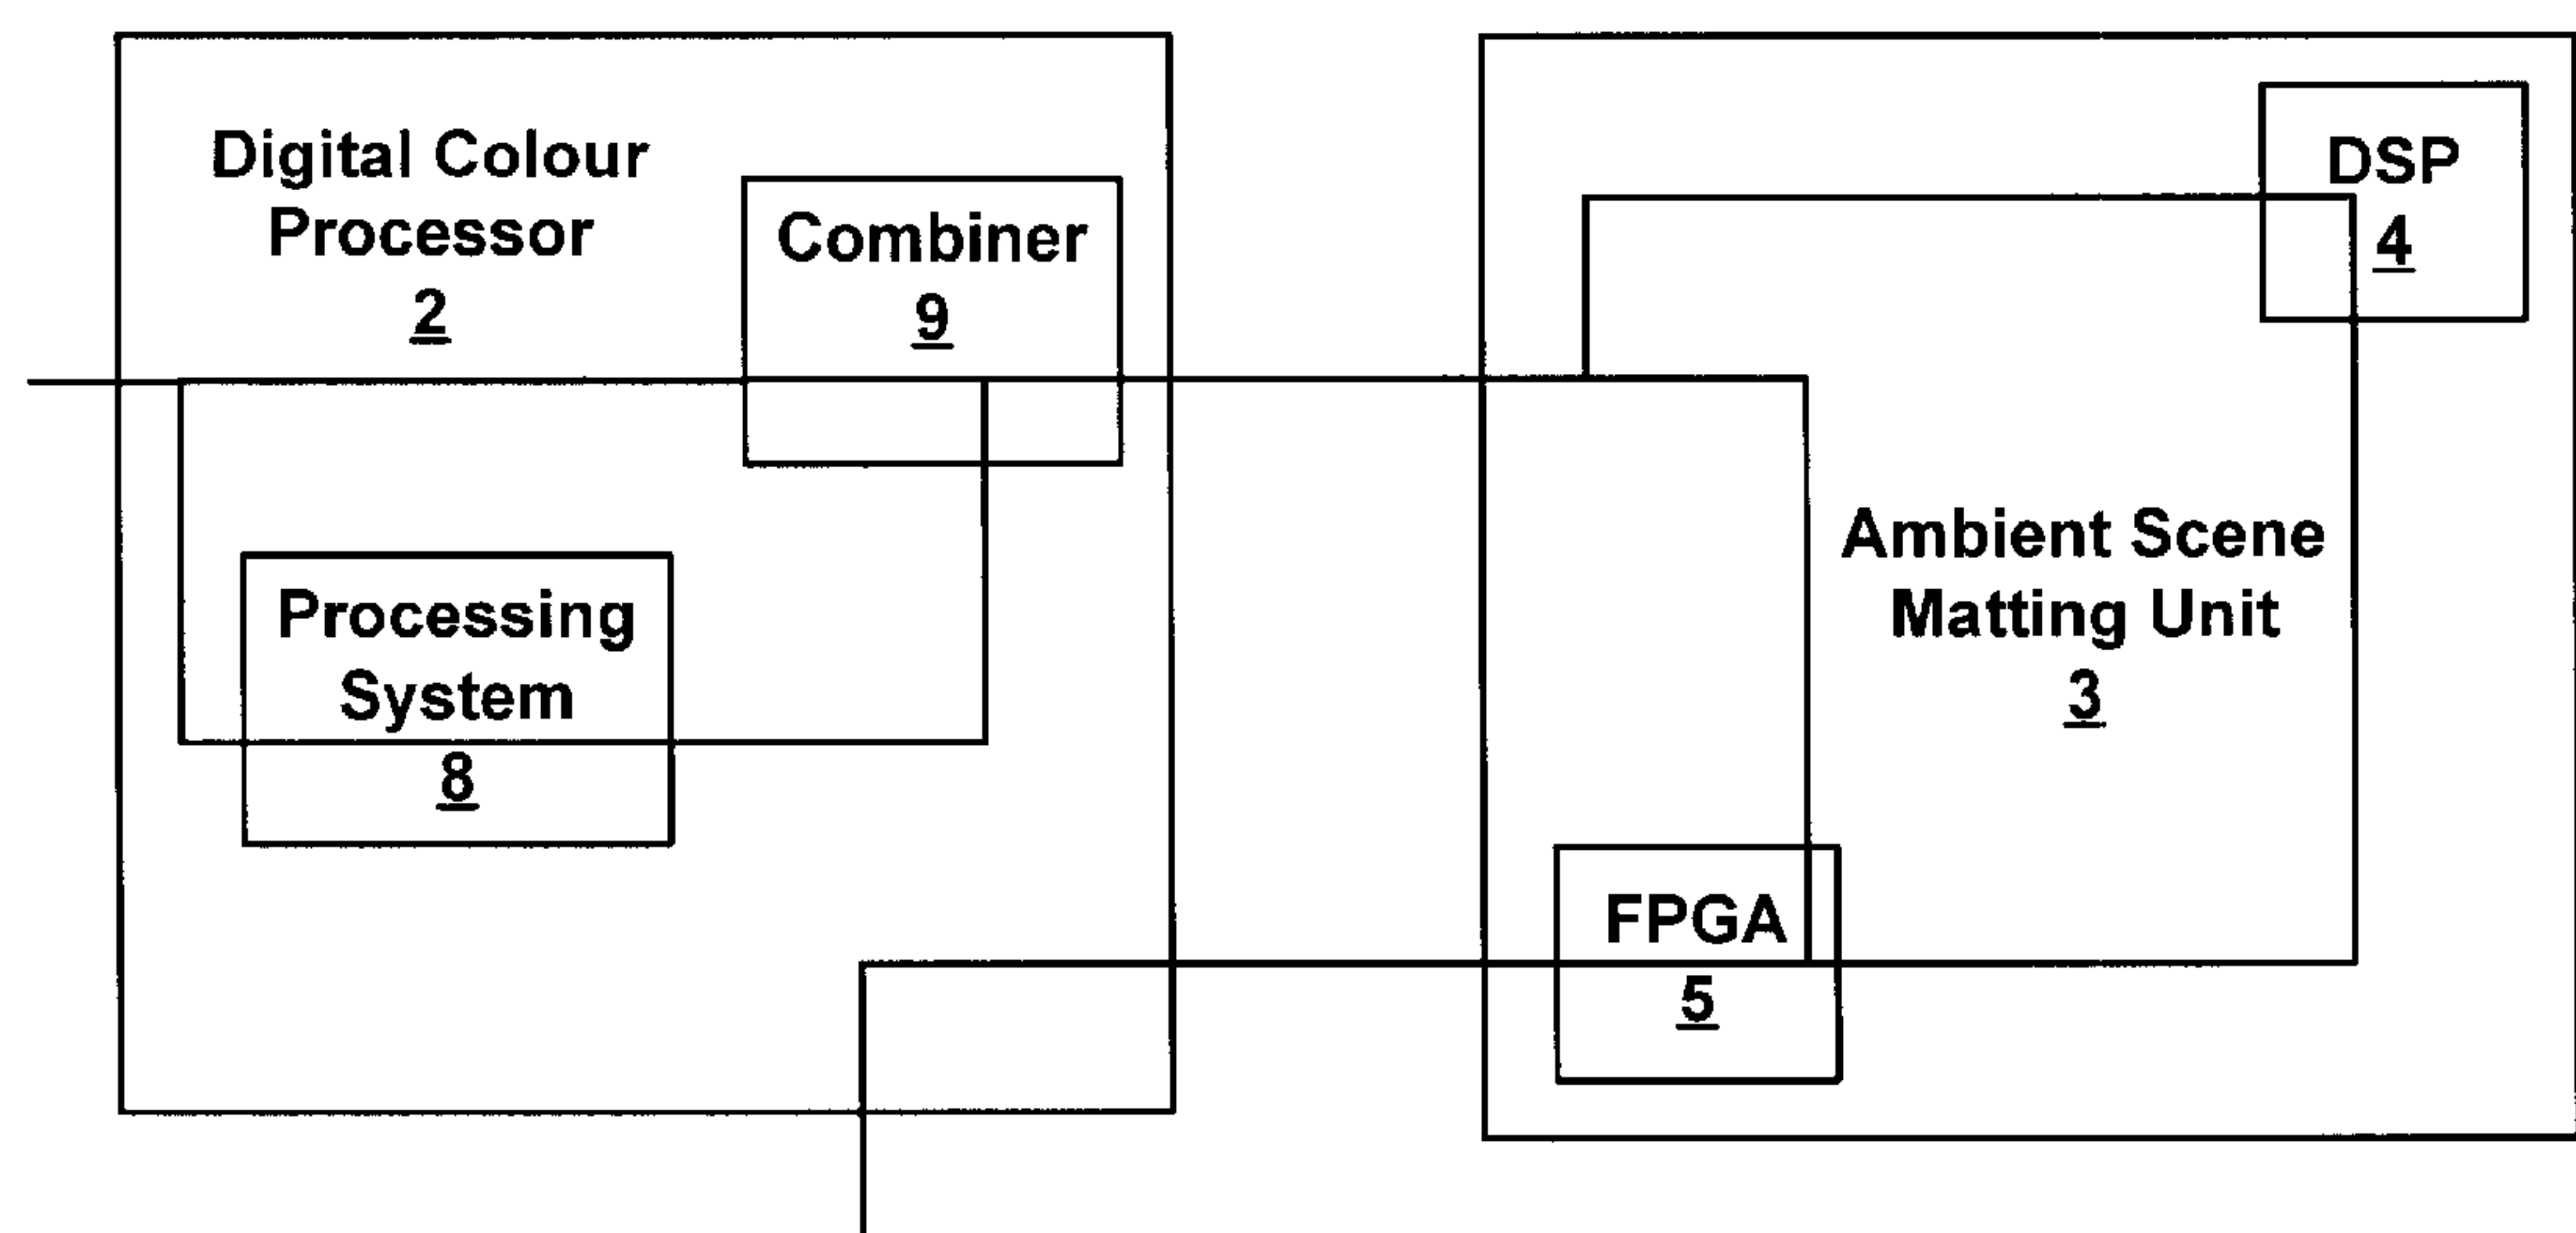 Digital Colour
Processor
2
Combiner
9
Processing
System
8
DSP
4
Ambient Scene
Matting Unit
3
FPGA
5